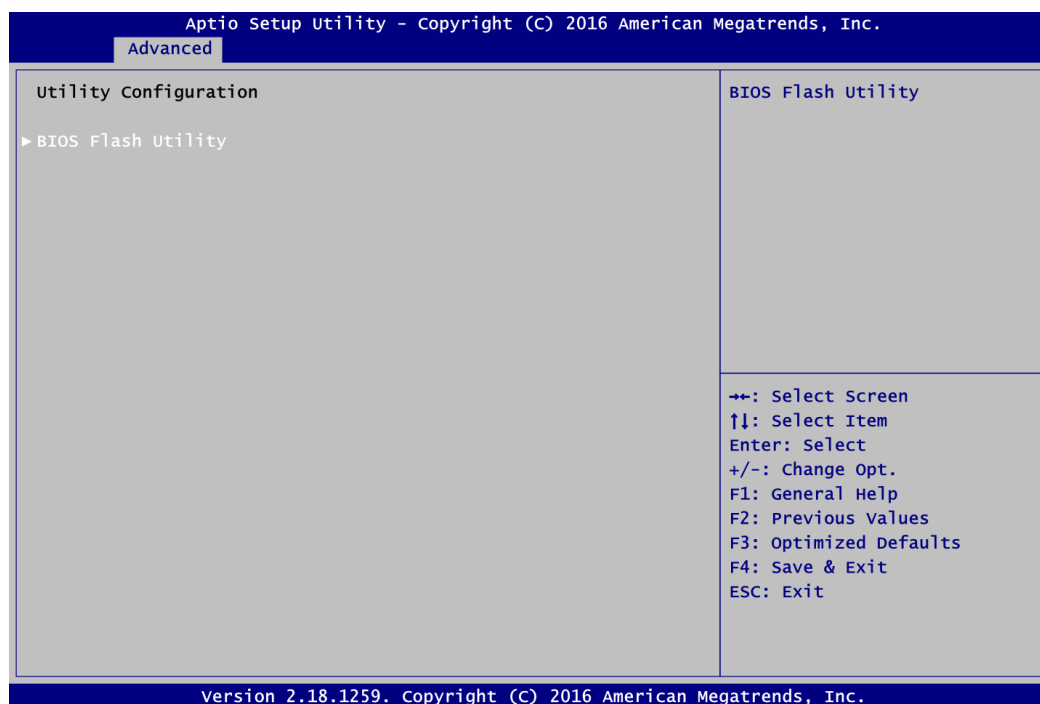 Aptio Setup Utility – Copyright (C) 2016 American Megatrends, Inc.
Advanced
Utility Configuration
►BIOS Flash Utility
BIOS Flash Utility
→←: Select Screen
↑↓: Select Item
Enter: Select
+/-: Change Opt.
F1: General Help
F2: Previous Values
F3: Optimized Defaults
F4: Save & Exit
ESC: Exit
Version 2.18.1259. Copyright (C) 2016 American Megatrends, Inc.